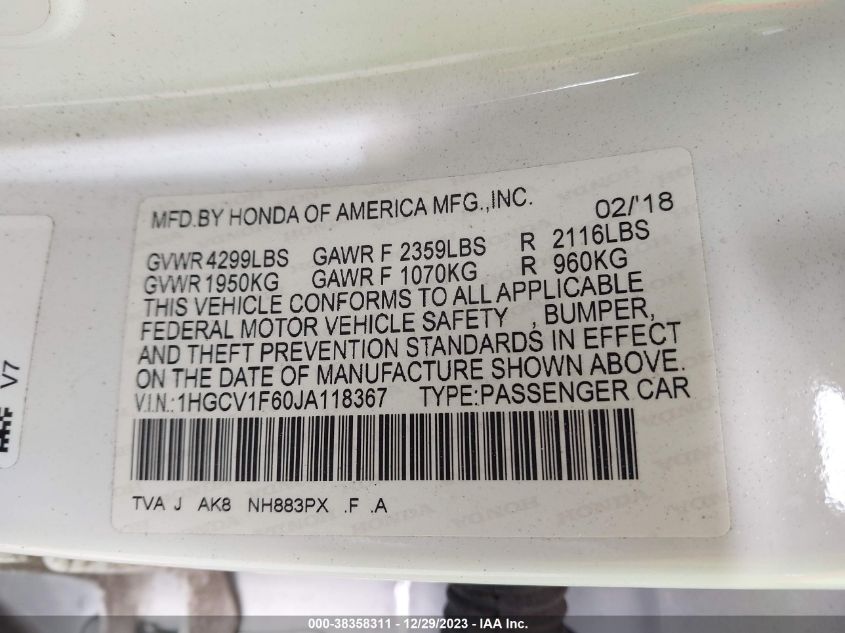 MFD.BY HONDA OF AMERICA MFG.,INC. 02/'18
GVWR 4299LBS GAWR F 2359LBS R 2116LBS
GVWR 1950KG GAWR F 1070KG R 960KG
THIS VEHICLE CONFORMS TO ALL APPLICABLE
FEDERAL MOTOR VEHICLE SAFETY , BUMPER,
AND THEFT PREVENTION STANDARDS IN EFFECT
ON THE DATE OF MANUFACTURE SHOWN ABOVE.
V.I.N.:1HGCV1F60JA118367 TYPE:PASSENGER CAR
TVA J AK8 NH883PX .F .A
V7
000-38358311 - 12/29/2023 - IAA Inc.